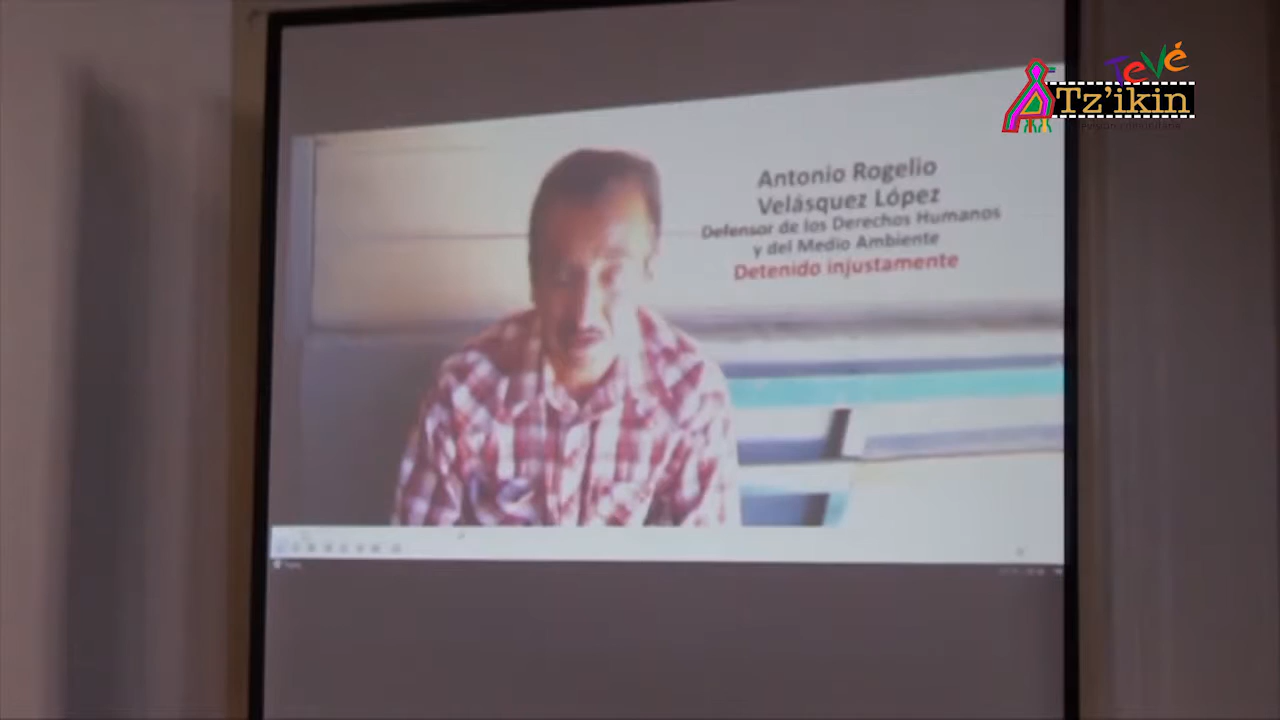 TeVé
Tz'ikin
Antonio Rogelio
Velásquez López
Defensor de los Derechos Humanos
y del Medio Ambiente
Detenido injustamente